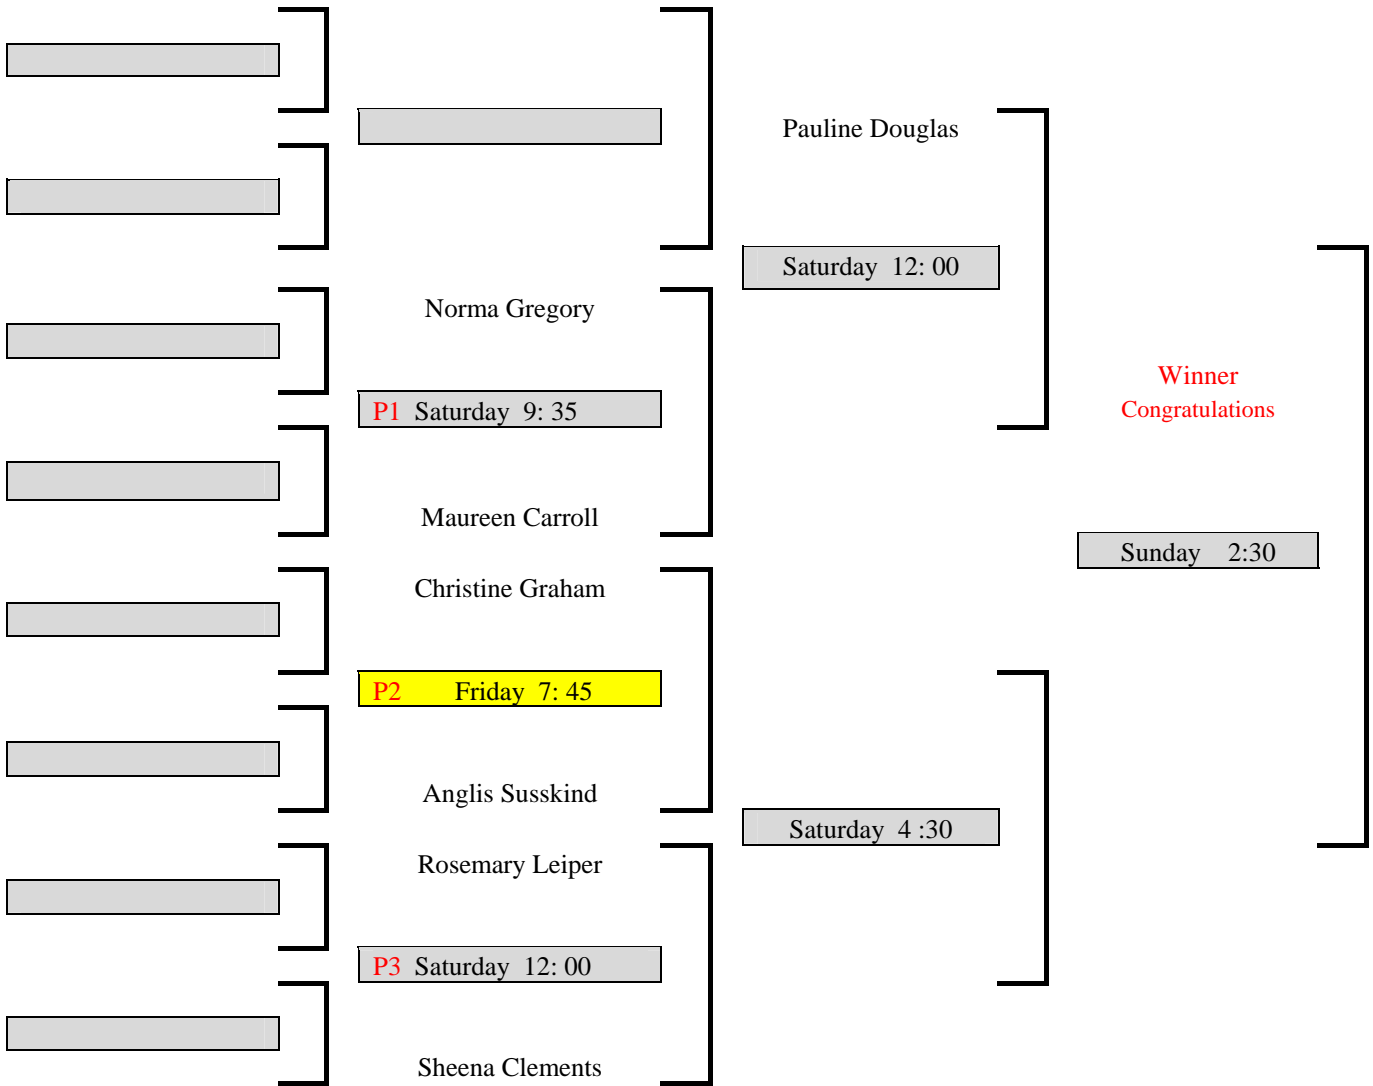 Pauline Douglas
Saturday 12: 00
Norma Gregory
P1 Saturday 9: 35
Maureen Carroll
Winner
Congratulations
Sunday 2:30
Christine Graham
P2 Friday 7: 45
Anglis Susskind
Saturday 4 :30
Rosemary Leiper
P3 Saturday 12: 00
Sheena Clements